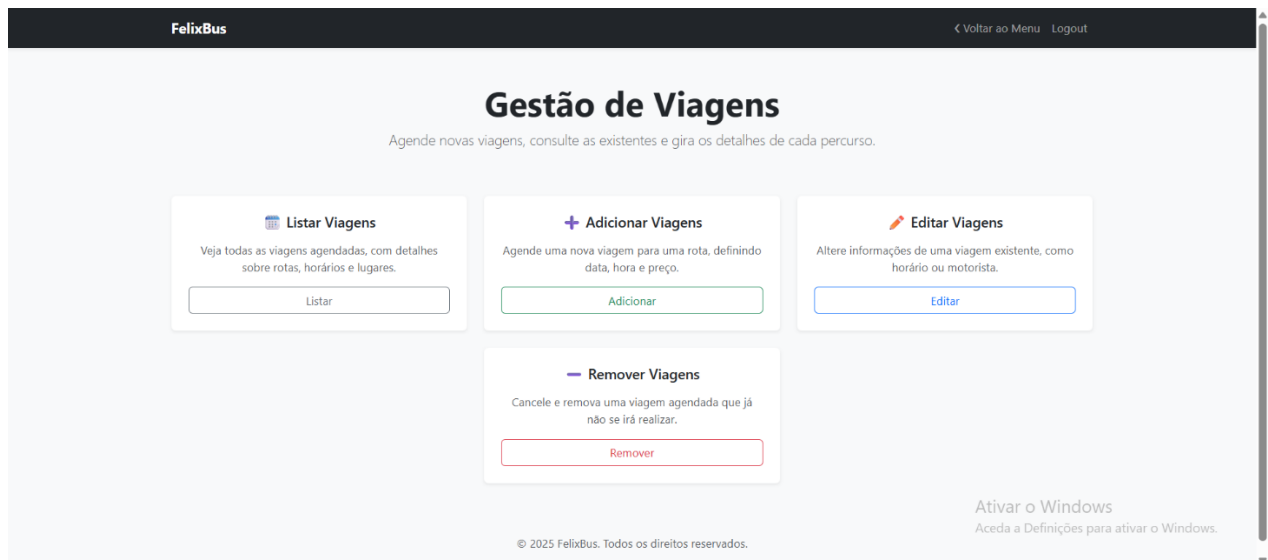 FelixBus
Voltar ao Menu Logout
Gestão de Viagens
Agende novas viagens, consulte as existentes e gira os detalhes de cada percurso.
Listar Viagens
Veja todas as viagens agendadas, com detalhes
sobre rotas, horários e lugares.
Listar
Adicionar Viagens
Agende uma nova viagem para uma rota, definindo
data, hora e preço.
Adicionar
Editar Viagens
Altere informações de uma viagem existente, como
horário ou motorista.
Editar
Remover Viagens
Cancele e remova uma viagem agendada que já
não se irá realizar.
Remover
Ativar o Windows
Aceda a Definições para ativar o Windows.
© 2025 FelixBus. Todos os direitos reservados.